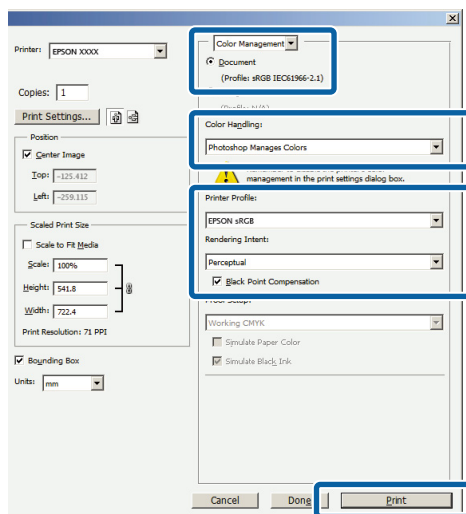 Printer: EPSON XXXX
Copies: 1
Print Settings...
Position
Center Image
Top: -125.412
Left: -259.115
Scaled Print Size
Scale to Fit Media
Scale: 100%
Height: 541.8
Width: 722.4
Print Resolution: 71 PPI
Bounding Box
Units: mm
Color Management
Document
(Profile: sRGB IEC61966-2.1)
Color Handling:
Photoshop Manages Colors
management in the print settings dialog box.
Printer Profile:
EPSON sRGB
Rendering Intent:
Perceptual
Black Point Compensation
Working CMYK
Simulate Paper Color
Simulate Black Ink
Cancel
Done
Print